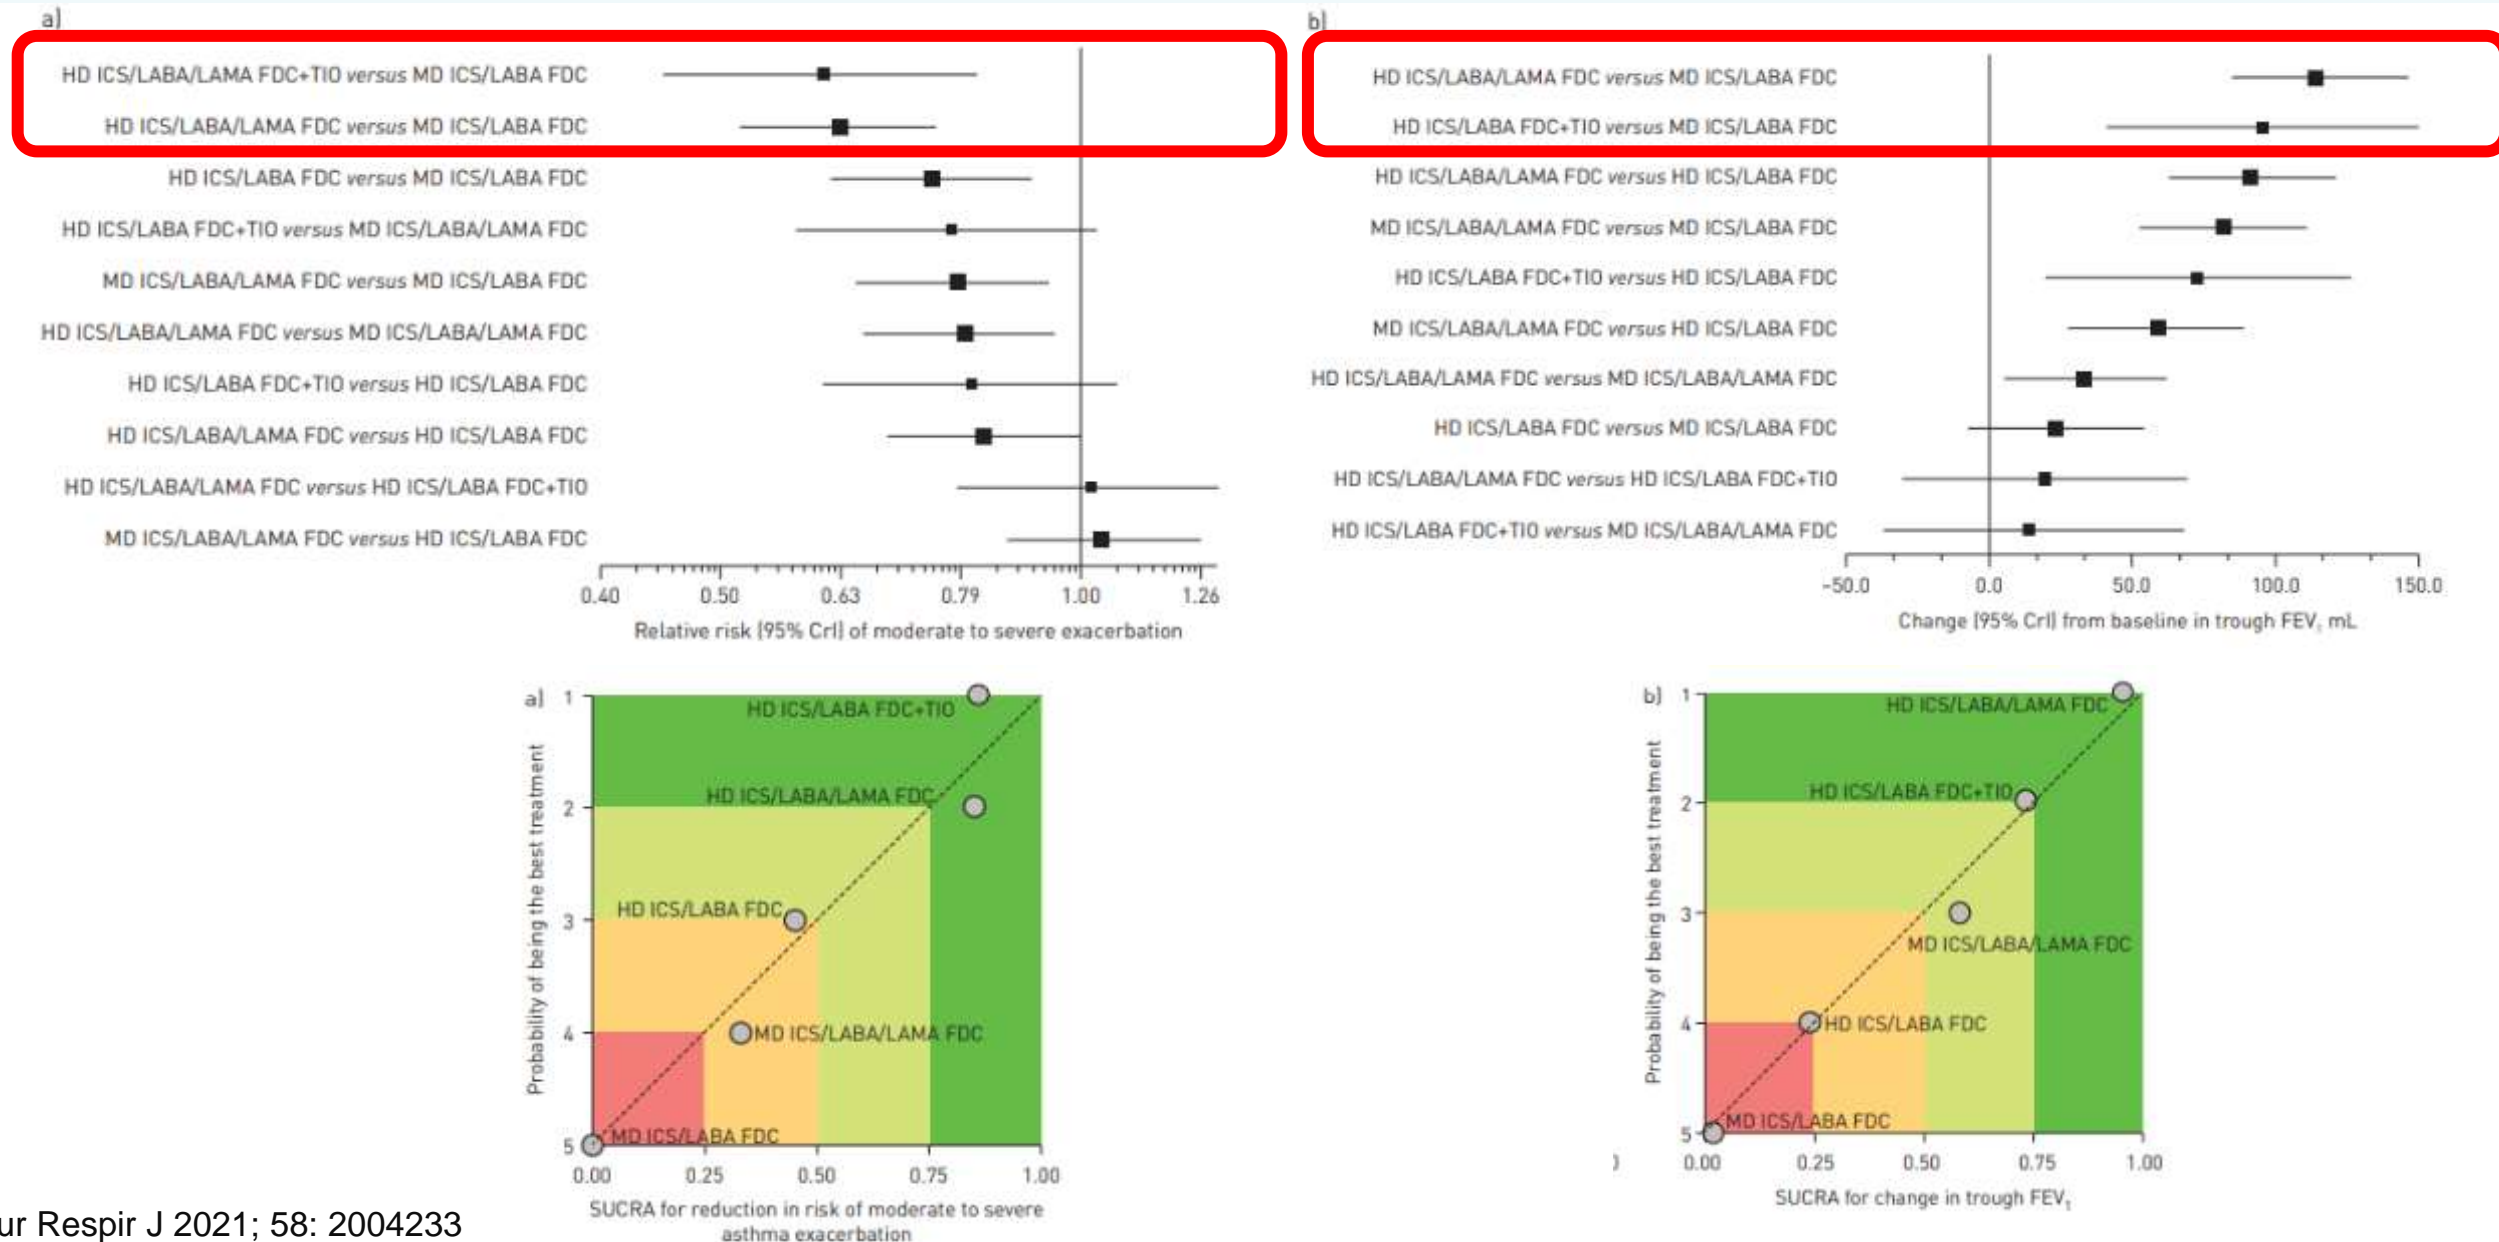 a)
HD ICS/LABA/LAMA FDC+TIO versus MD ICS/LABA FDC
HD ICS/LABA/LAMA FDC versus MD ICS/LABA FDC
HD ICS/LABA FDC versus MD ICS/LABA FDC
HD ICS/LABA FDC+TIO versus MD ICS/LABA/LAMA FDC
MD ICS/LABA/LAMA FDC versus MD ICS/LABA FDC
HD ICS/LABA/LAMA FDC versus MD ICS/LABA/LAMA FDC
HD ICS/LABA FDC+TIO versus HD ICS/LABA FDC
HD ICS/LABA/LAMA FDC versus HD ICS/LABA FDC
HD ICS/LABA/LAMA FDC versus HD ICS/LABA FDC+TIO
MD ICS/LABA/LAMA FDC versus HD ICS/LABA FDC
0.40 0.50 0.63 0.79 1.00 1.26
Relative risk (95% CrI) of moderate to severe exacerbation
b)
HD ICS/LABA/LAMA FDC versus MD ICS/LABA FDC
HD ICS/LABA FDC+TIO versus MD ICS/LABA FDC
HD ICS/LABA/LAMA FDC versus HD ICS/LABA FDC
MD ICS/LABA/LAMA FDC versus MD ICS/LABA FDC
HD ICS/LABA FDC+TIO versus HD ICS/LABA FDC
MD ICS/LABA/LAMA FDC versus HD ICS/LABA FDC
HD ICS/LABA/LAMA FDC versus MD ICS/LABA/LAMA FDC
HD ICS/LABA FDC versus MD ICS/LABA FDC
HD ICS/LABA/LAMA FDC versus HD ICS/LABA FDC+TIO
HD ICS/LABA FDC+TIO versus MD ICS/LABA/LAMA FDC
−50.0 0.0 50.0 100.0 150.0
Change (95% CrI) from baseline in trough FEV₁ mL
a)
Probability of being the best treatment
1
HD ICS/LABA FDC+TIO
HD ICS/LABA/LAMA FDC
2
HD ICS/LABA FDC
3
4
MD ICS/LABA/LAMA FDC
MD ICS/LABA FDC
5
0.00 0.25 0.50 0.75 1.00
SUCRA for reduction in risk of moderate to severe
asthma exacerbation
b)
Probability of being the best treatment
1
HD ICS/LABA/LAMA FDC
HD ICS/LABA FDC+TIO
2
3
MD ICS/LABA/LAMA FDC
4
HD ICS/LABA FDC
MD ICS/LABA FDC
5
0.00 0.25 0.50 0.75 1.00
SUCRA for change in trough FEV₁
ur Respir J 2021; 58: 2004233